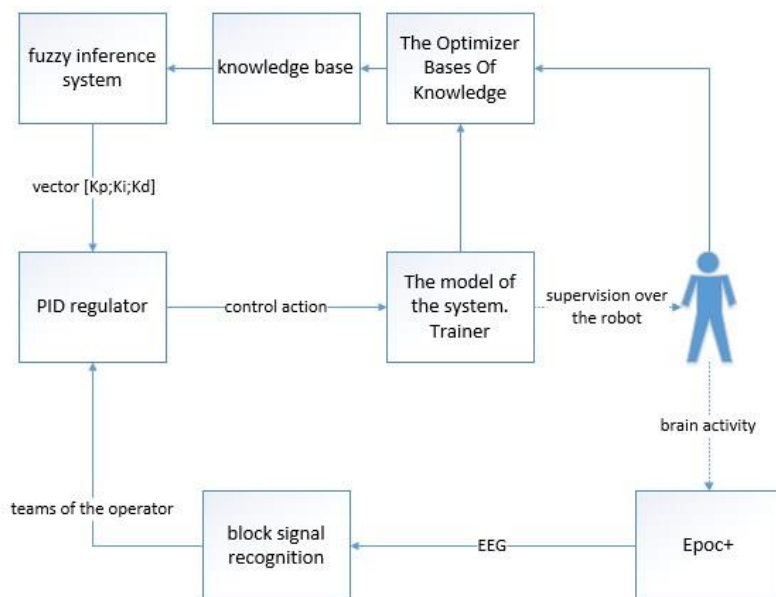 fuzzy inference
system
knowledge base
The Optimizer
Bases Of
Knowledge
vector [Kp;Ki;Kd]
PID regulator
control action
The model of
the system.
Trainer
supervision over
the robot
brain activity
teams of the operator
block signal
recognition
EEG
Epoc+